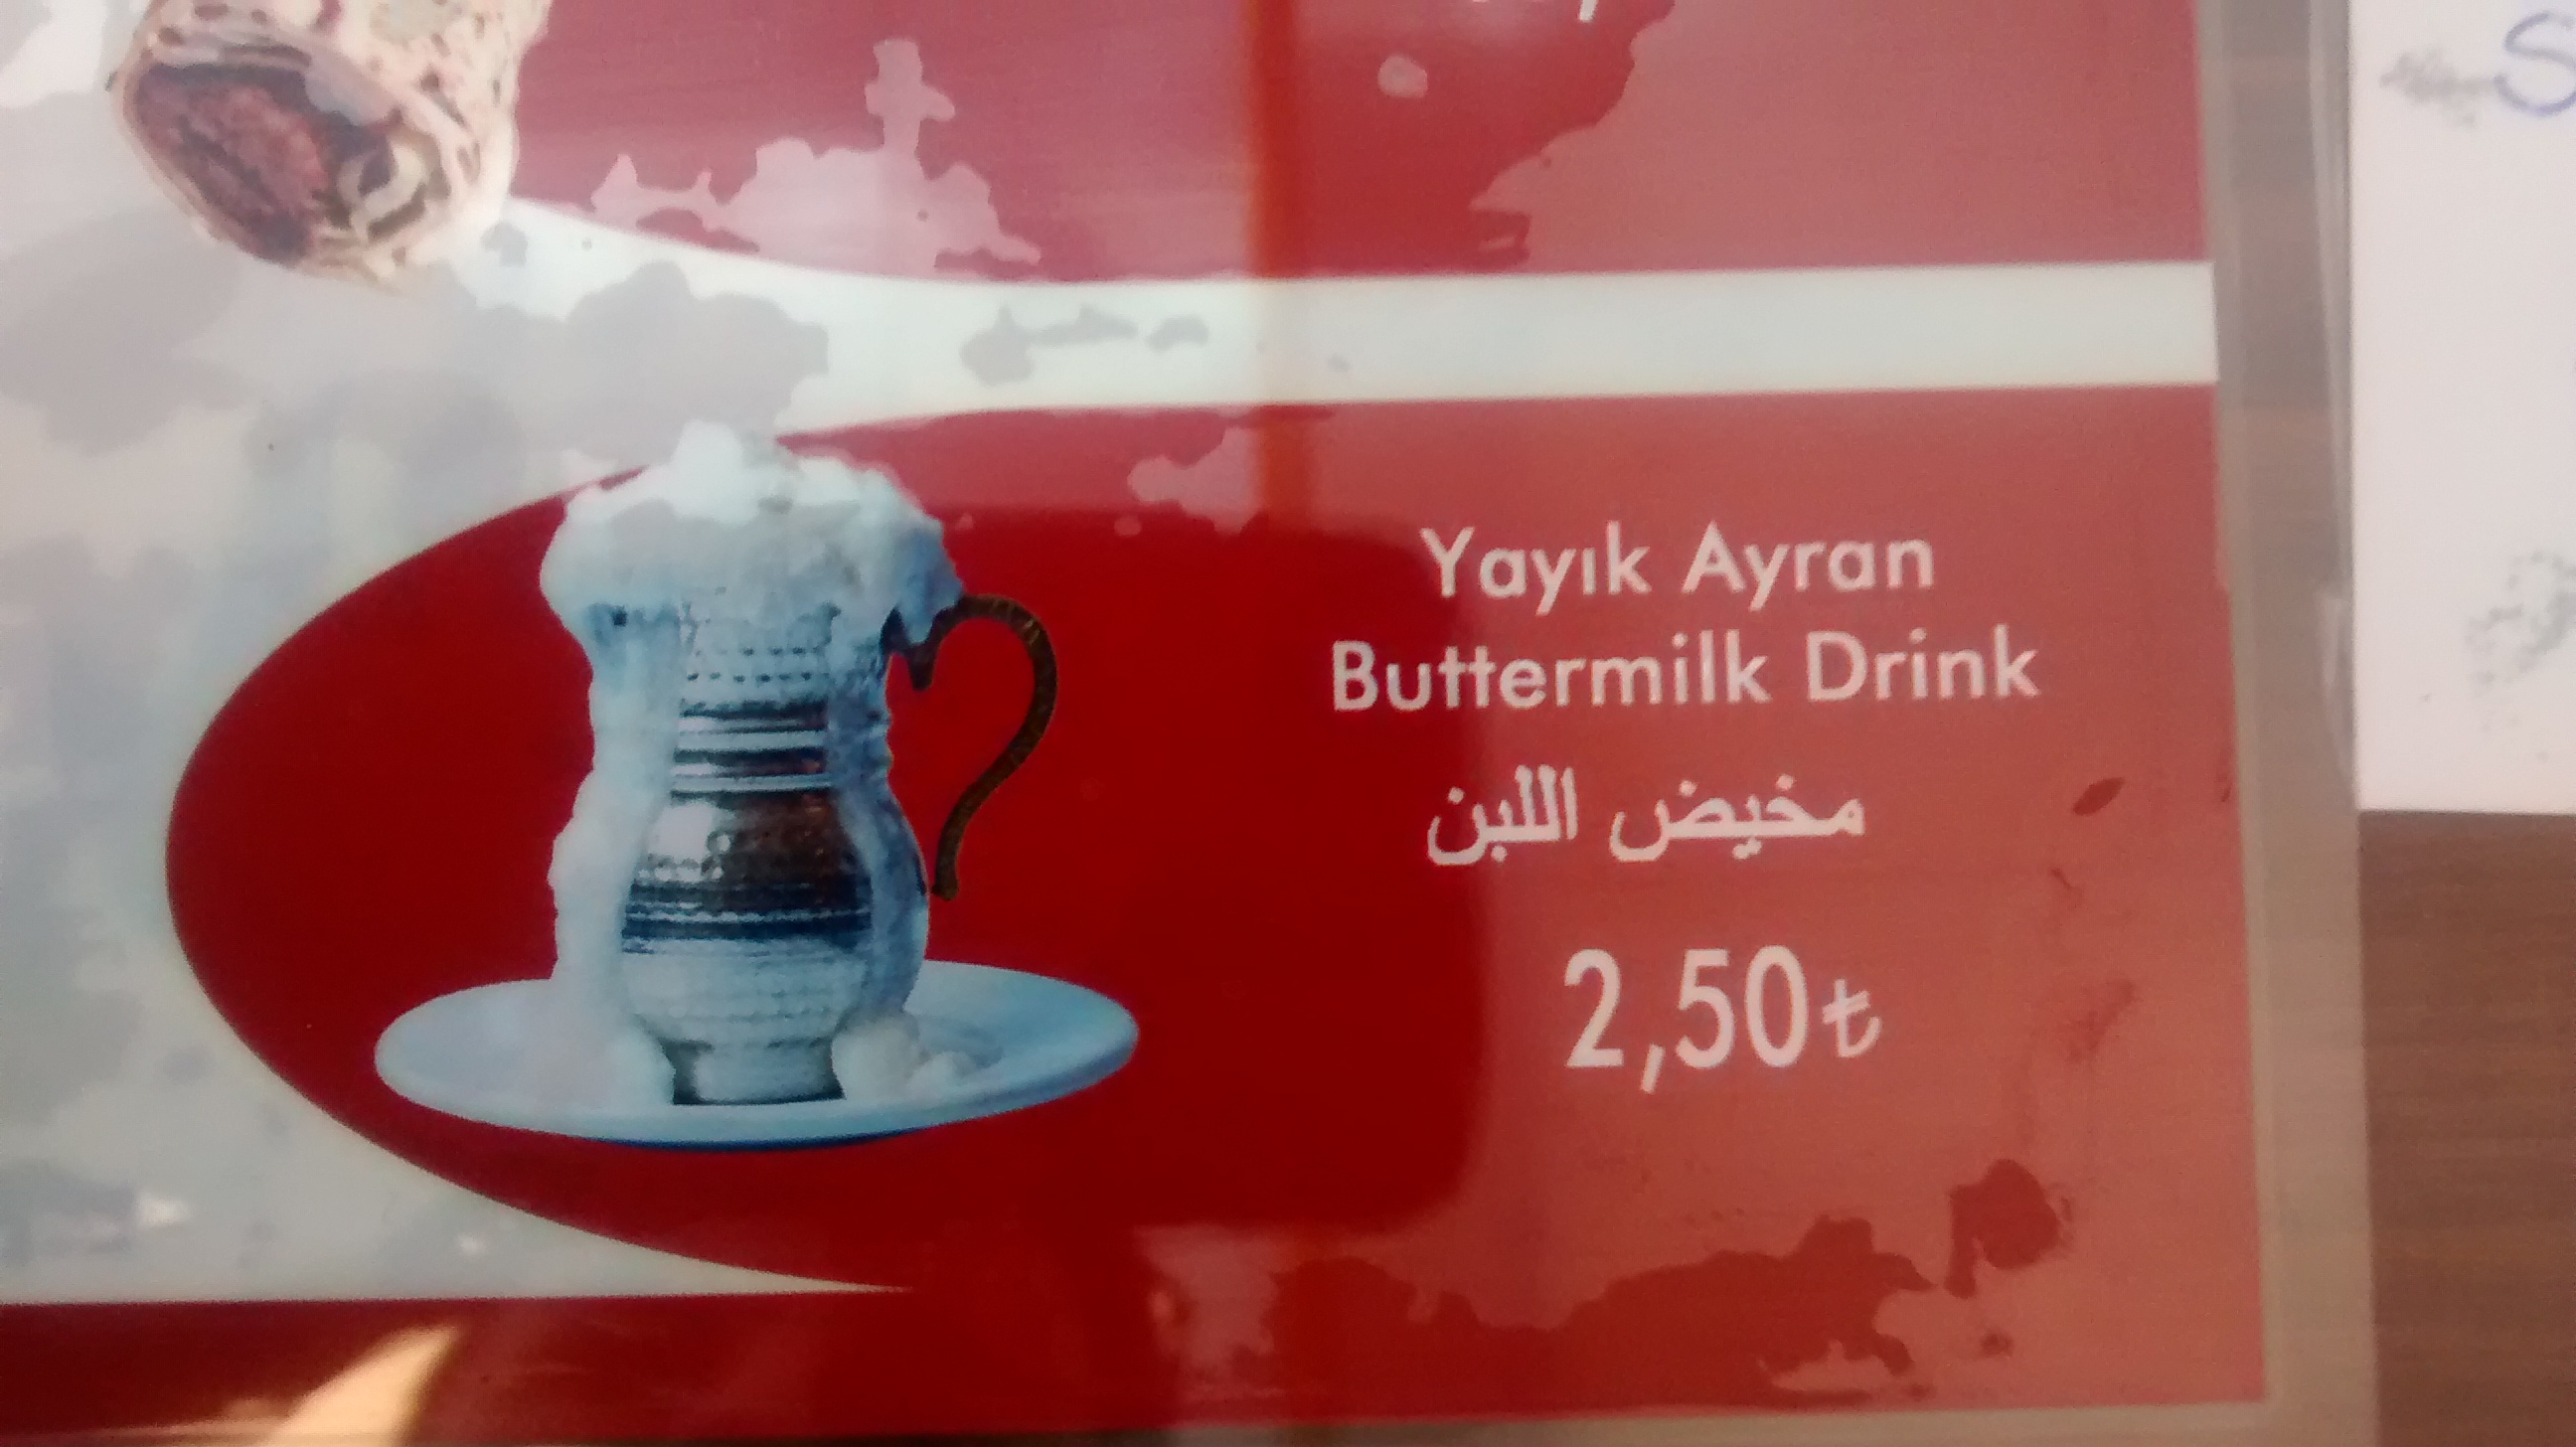 Yayık Ayran
Buttermilk Drink
مخيض اللبن
2,50₺